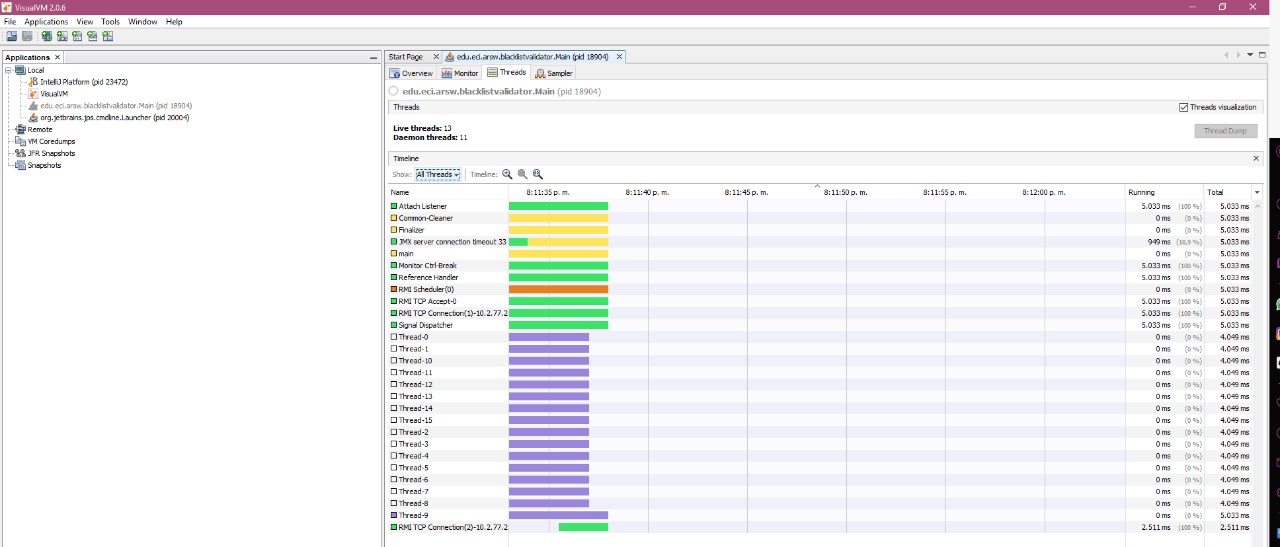 VisualVM 2.0.6
File Applications View Tools Window Help
Applications
Start Page edu.eci.arsw.blacklistvalidator.Main (pid 18904)
Local
IntelliJ Platform (pid 23472)
VisualVM
edu.eci.arsw.blacklistvalidator.Main (pid 18904)
org.jetbrains.jps.cmdline.Launcher (pid 20004)
Remote
VM Coredumps
JFR Snapshots
Snapshots
Overview Monitor Threads Sampler
edu.eci.arsw.blacklistvalidator.Main (pid 18904)
Threads Threads visualization
Live threads: 13
Daemon threads: 11
Thread Dump
Timeline
Show: All Threads Timeline:
Name 8:11:35 p. m. 8:11:40 p. m. 8:11:45 p. m. 8:11:50 p. m. 8:11:55 p. m. 8:12:00 p. m. Running Total
Attach Listener 5.033 ms (100 %) 5.033 ms
Common-Cleaner 0 ms (0 %) 5.033 ms
Finalizer 0 ms (0 %) 5.033 ms
JMX server connection timeout 33 949 ms (18.9 %) 5.033 ms
main 0 ms (0 %) 5.033 ms
Monitor Ctrl-Break 5.033 ms (100 %) 5.033 ms
Reference Handler 5.033 ms (100 %) 5.033 ms
RMI Scheduler(0) 0 ms (0 %) 5.033 ms
RMI TCP Accept-0 5.033 ms (100 %) 5.033 ms
RMI TCP Connection(1)-10.2.77.2 5.033 ms (100 %) 5.033 ms
Signal Dispatcher 5.033 ms (100 %) 5.033 ms
Thread-0 0 ms (0 %) 4.049 ms
Thread-1 0 ms (0 %) 4.049 ms
Thread-10 0 ms (0 %) 4.049 ms
Thread-11 0 ms (0 %) 4.049 ms
Thread-12 0 ms (0 %) 4.049 ms
Thread-13 0 ms (0 %) 4.049 ms
Thread-14 0 ms (0 %) 4.049 ms
Thread-15 0 ms (0 %) 4.049 ms
Thread-2 0 ms (0 %) 4.049 ms
Thread-3 0 ms (0 %) 4.049 ms
Thread-4 0 ms (0 %) 4.049 ms
Thread-5 0 ms (0 %) 4.049 ms
Thread-6 0 ms (0 %) 4.049 ms
Thread-7 0 ms (0 %) 4.049 ms
Thread-8 0 ms (0 %) 4.049 ms
Thread-9 0 ms (0 %) 5.033 ms
RMI TCP Connection(2)-10.2.77.2 2.511 ms (100 %) 2.511 ms